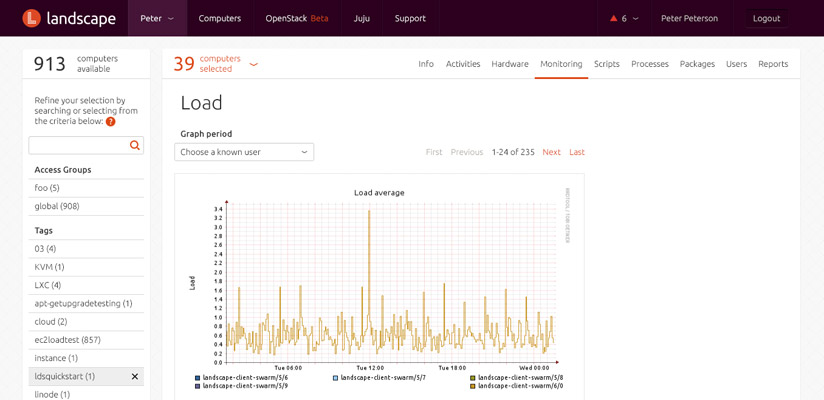 landscape
Peter
Computers
OpenStack Beta
Juju
Support
6
Peter Peterson
Logout
913 computers available
39 computers selected
Info Activities Hardware Monitoring Scripts Processes Packages Users Reports
Refine your selection by
searching or selecting from
the criteria below: ?
Access Groups
foo (5)
global (908)
Tags
03 (4)
KVM (1)
LXC (4)
apt-getupgradetesting (1)
cloud (2)
ec2loadtest (857)
instance (1)
ldsquickstart (1)
linode (1)
Load
Graph period
Choose a known user
First Previous 1-24 of 235 Next Last
Load average
RRDTOOL / TOBI OETIKER
Load
3.4
3.2
3.0
2.8
2.6
2.4
2.2
2.0
1.8
1.6
1.4
1.2
1.0
0.8
0.6
0.4
0.2
0.0
Tue 06:00 Tue 12:00 Tue 18:00 Wed 00:00
landscape-client-swarm/5/6 landscape-client-swarm/5/7 landscape-client-swarm/5/8
landscape-client-swarm/5/9 landscape-client-swarm/6/0